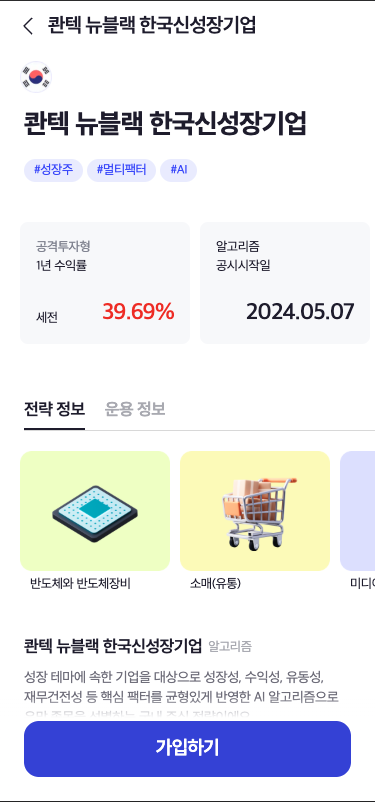 콴텍 뉴블랙 한국신성장기업
콴텍 뉴블랙 한국신성장기업
#성장주 #멀티팩터 #AI
공격투자형
1년 수익률
세전 39.69%
알고리즘
공시시작일
2024.05.07
전략 정보 운용 정보
반도체와 반도체장비 소매(유통)
콴텍 뉴블랙 한국신성장기업 알고리즘
성장 테마에 속한 기업을 대상으로 성장성, 수익성, 유동성,
재무건전성 등 핵심 팩터를 균형있게 반영한 AI 알고리즘으로
가입하기